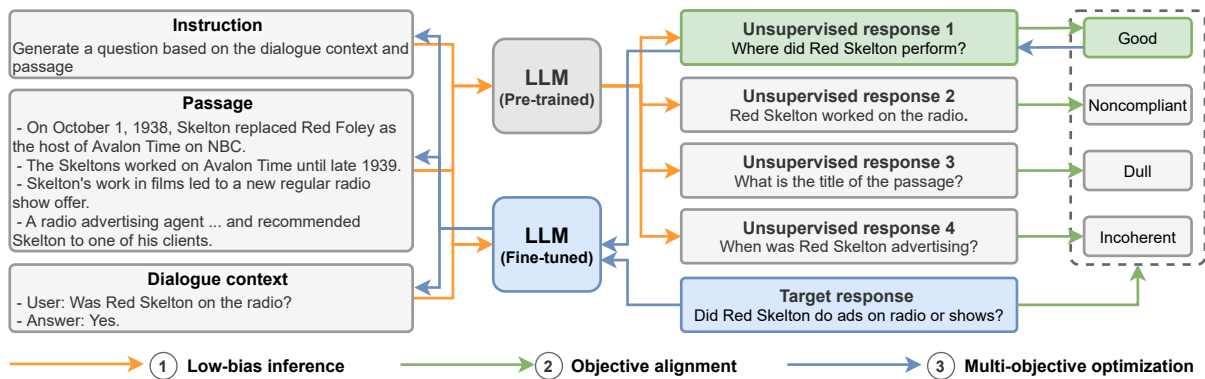 Instruction
Generate a question based on the dialogue context and
passage
Passage
- On October 1, 1938, Skelton replaced Red Foley as
the host of Avalon Time on NBC.
- The Skeltons worked on Avalon Time until late 1939.
- Skelton's work in films led to a new regular radio
show offer.
- A radio advertising agent ... and recommended
Skelton to one of his clients.
Dialogue context
- User: Was Red Skelton on the radio?
- Answer: Yes.
LLM
(Pre-trained)
LLM
(Fine-tuned)
Unsupervised response 1
Where did Red Skelton perform?
Unsupervised response 2
Red Skelton worked on the radio.
Unsupervised response 3
What is the title of the passage?
Unsupervised response 4
When was Red Skelton advertising?
Target response
Did Red Skelton do ads on radio or shows?
Good
Noncompliant
Dull
Incoherent
1 Low-bias inference
2 Objective alignment
3 Multi-objective optimization